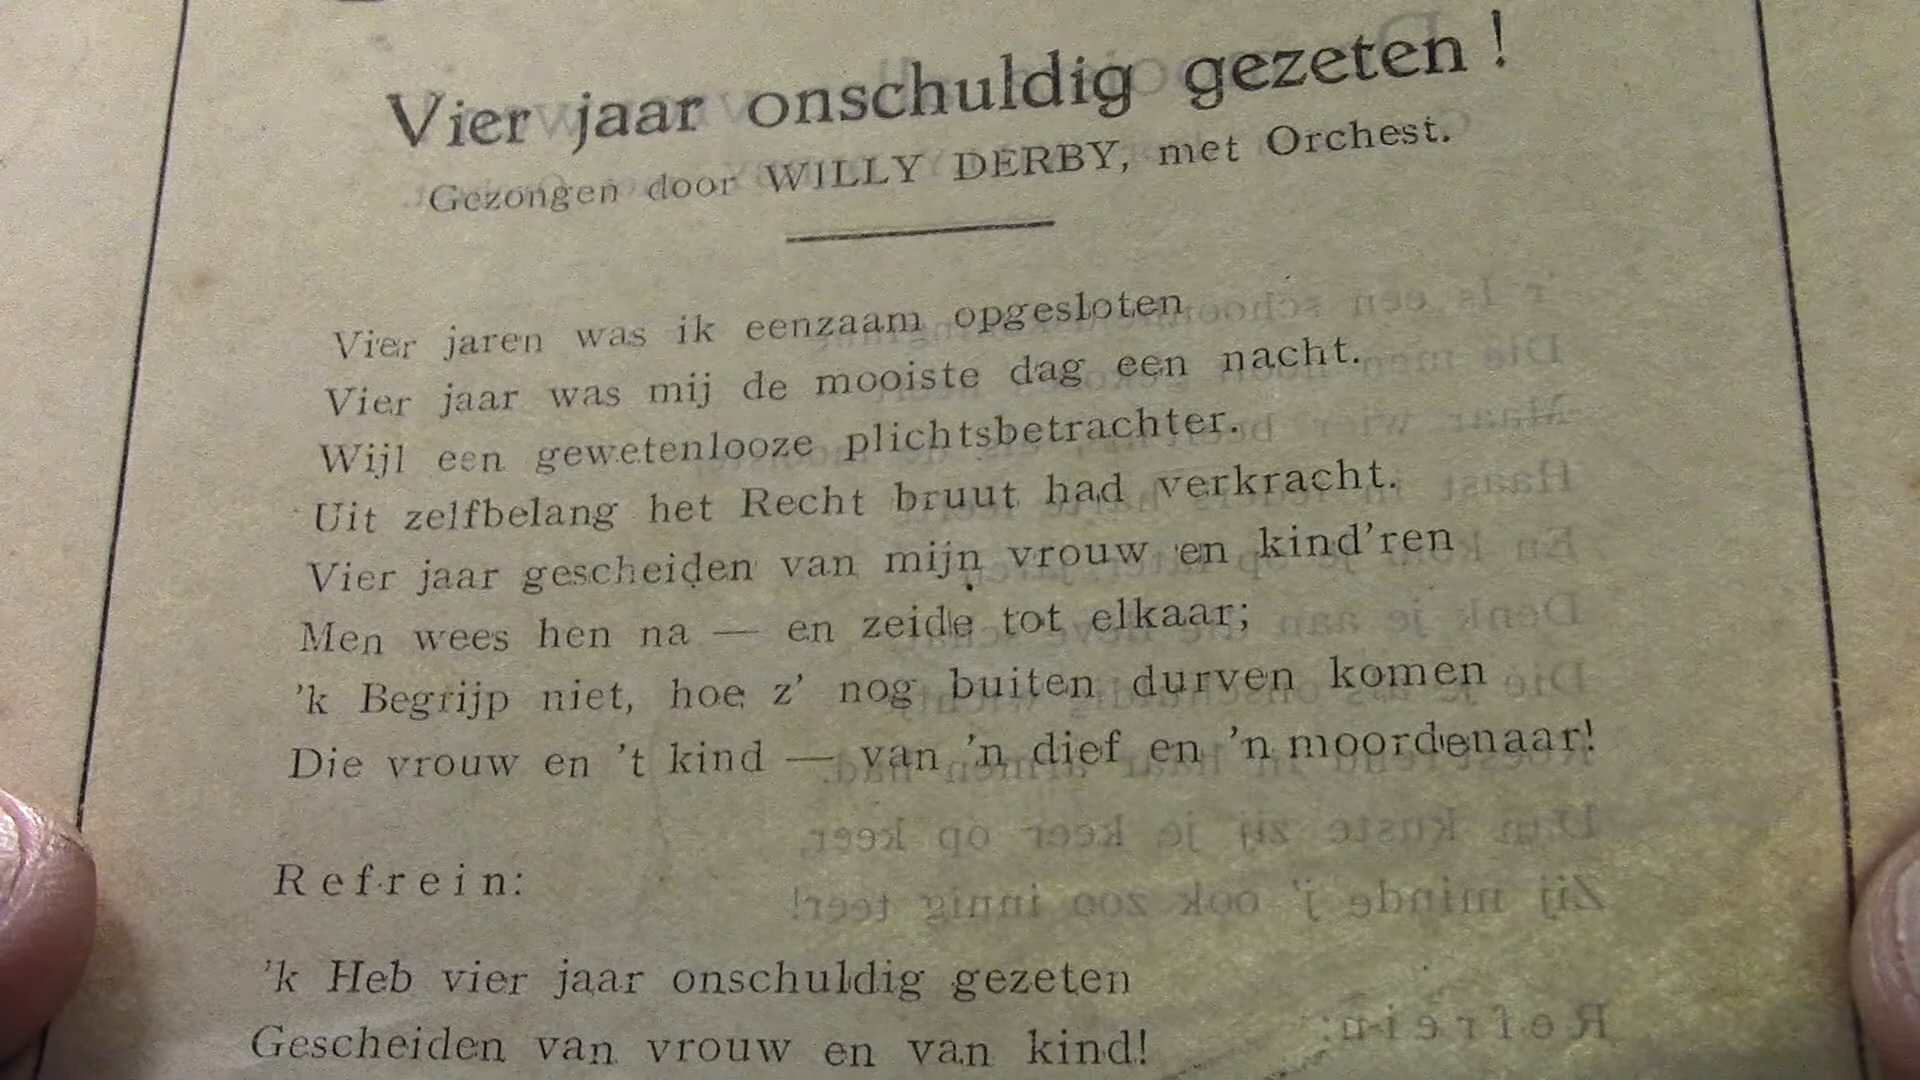 Vier jaar onschuldig gezeten!
Gezongen door WILLY DERBY, met Orchest.
Vier jaren was ik eenzaam opgesloten
Vier jaar was mij de mooiste dag een nacht.
Wijl een gewetenlooze plichtsbetrachter.
Uit zelfbelang het Recht bruut had verkracht.
Vier jaar gescheiden van mijn vrouw en kind'ren
Men wees hen na — en zeide tot elkaar;
'k Begrijp niet, hoe z' nog buiten durven komen
Die vrouw en 't kind — van 'n dief en 'n moordenaar!
Refrein:
'k Heb vier jaar onschuldig gezeten
Gescheiden van vrouw en van kind!